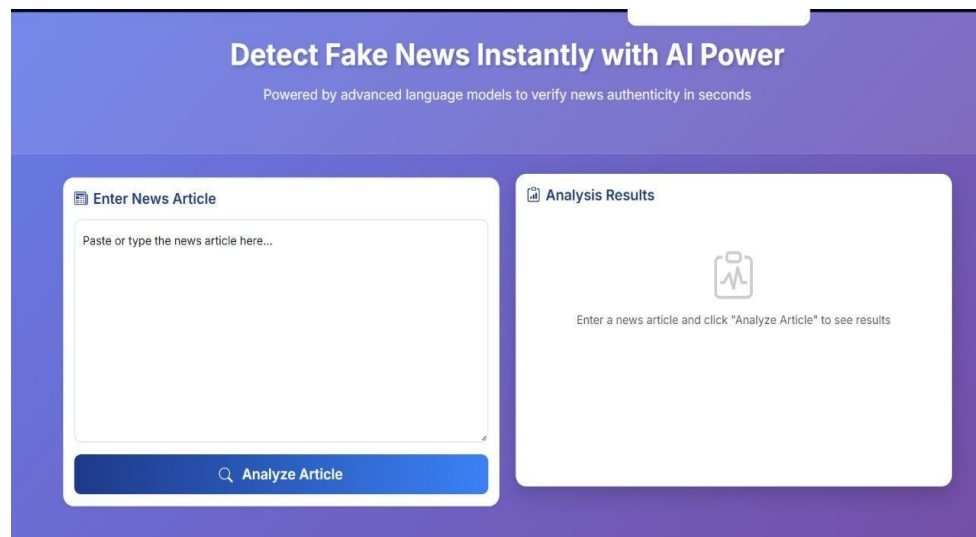 Detect Fake News Instantly with AI Power
Powered by advanced language models to verify news authenticity in seconds
Enter News Article
Paste or type the news article here...
Analyze Article
Analysis Results
Enter a news article and click "Analyze Article" to see results